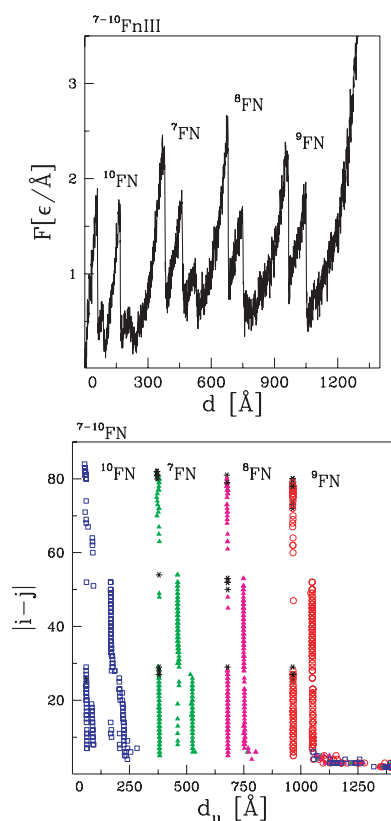 ⁷⁻¹⁰FnIII
F[ϵ/Å]
3
2
1
¹⁰FN
⁷FN
⁸FN
⁹FN
0 300 600 900 1200
d [Å]
⁷⁻¹⁰FN
|i−j|
80
60
40
20
¹⁰FN ⁷FN ⁸FN ⁹FN
0 250 500 750 1000 1250
dᵤ [Å]